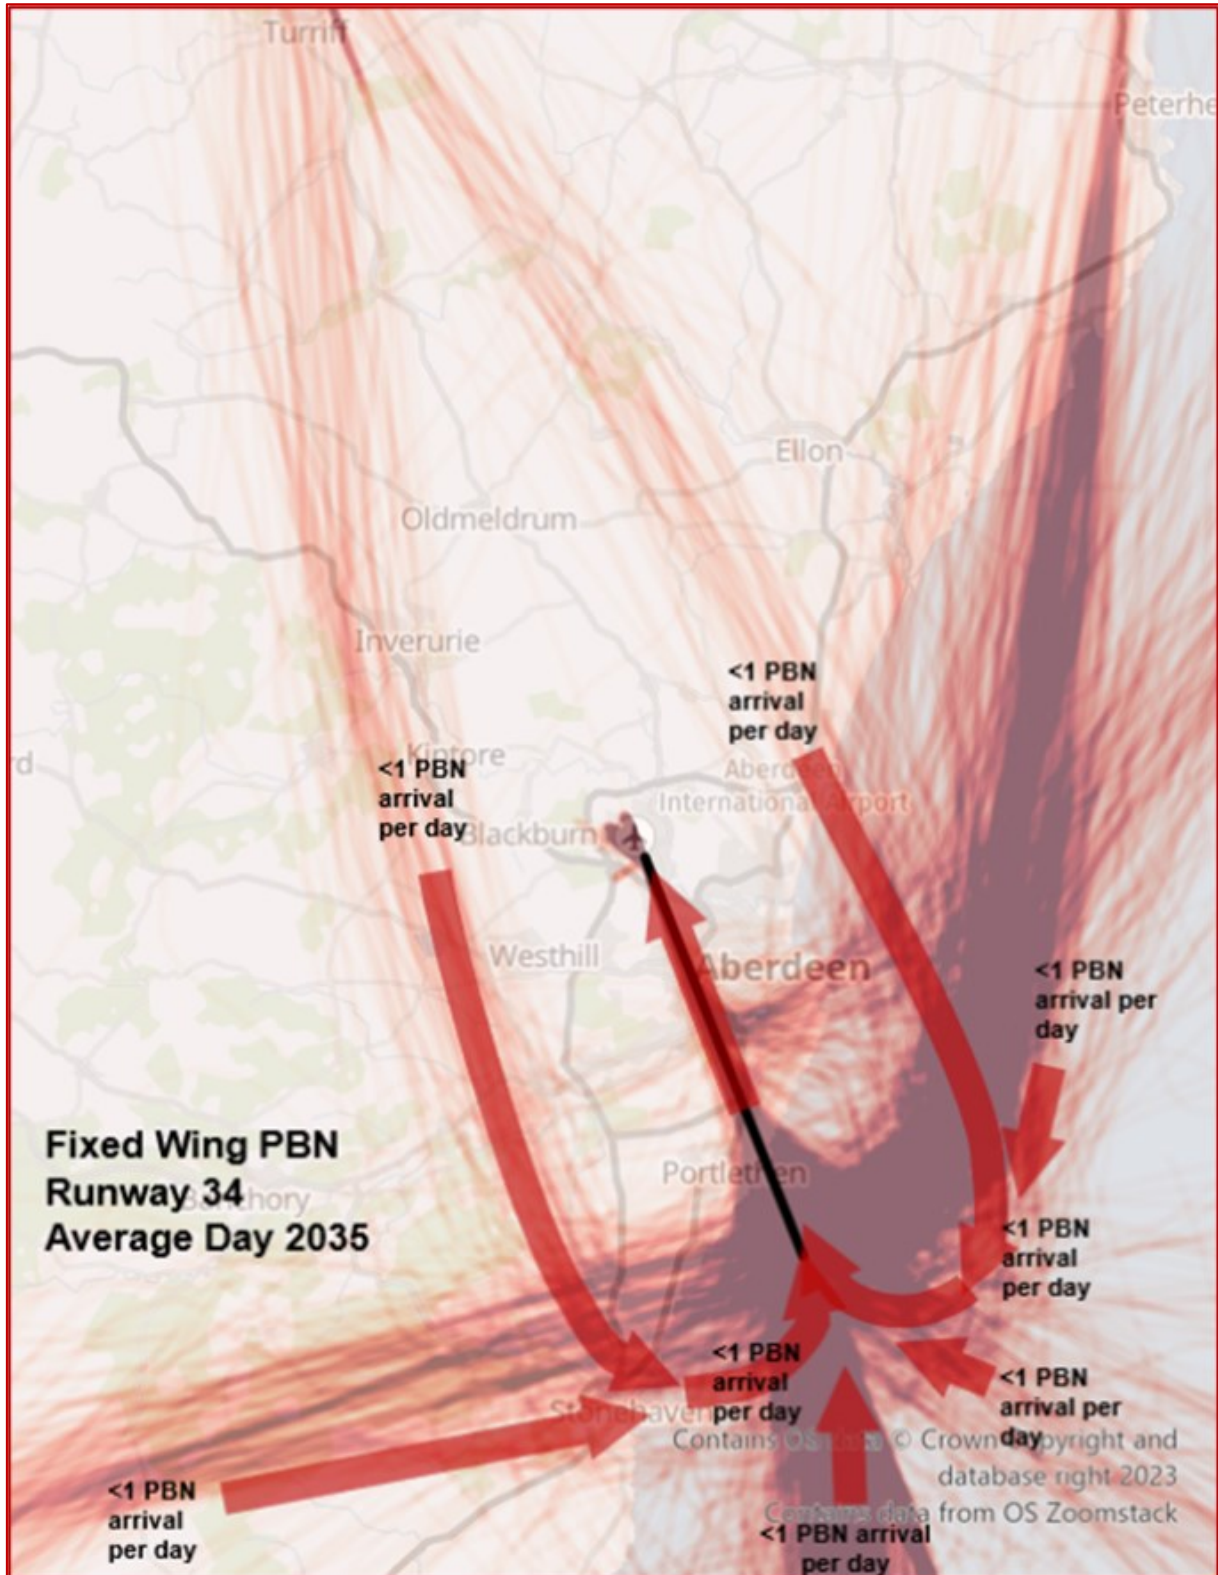 Turriff
Peterhe
Ellon
Oldmeldrum
Inverurie
<1 PBN
arrival
per day
Kintore
rd
<1 PBN
arrival
per day
Aberdeen
International Airport
Blackburn
Westhill
Aberdeen
<1 PBN
arrival per
day
Fixed Wing PBN
Runway 34
Average Day 2035
Banchory
Portlethen
<1 PBN
arrival
per day
<1 PBN
arrival
per day
<1 PBN
arrival per
day
Stonehaven
Contains OS data © Crown copyright and
database right 2023
Contains data from OS Zoomstack
<1 PBN
arrival
per day
<1 PBN arrival
per day